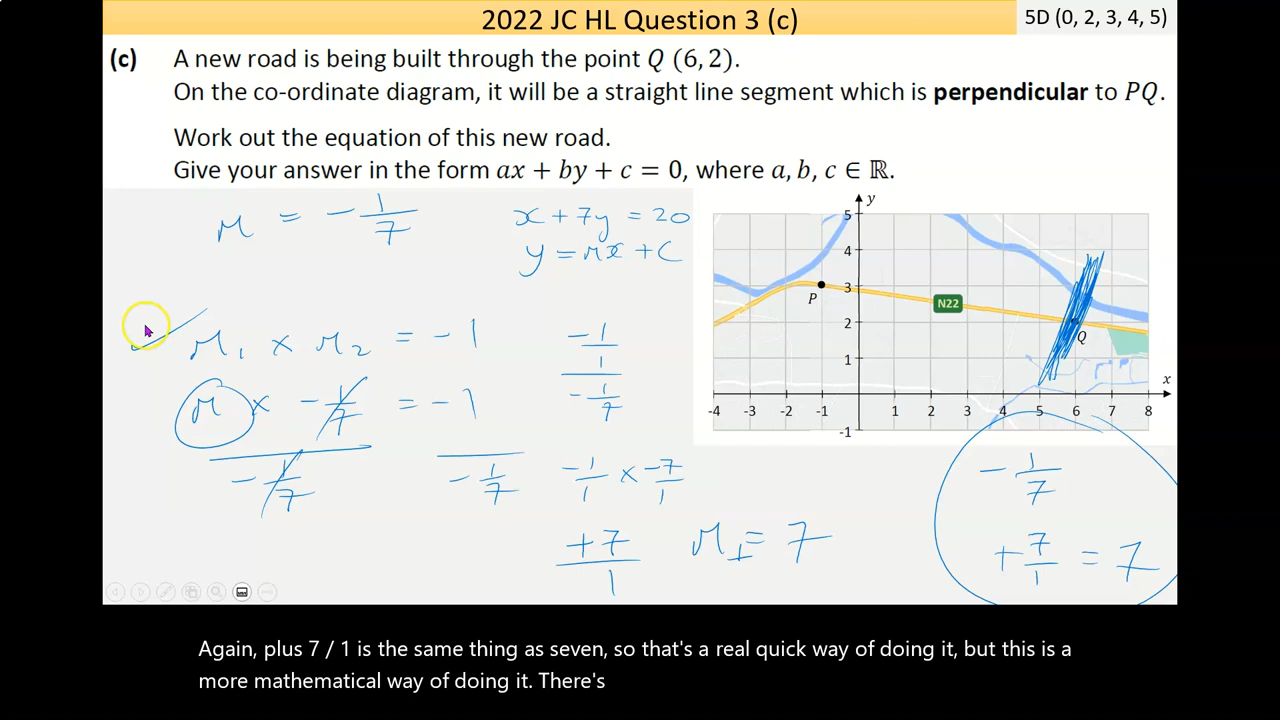 2022 JC HL Question 3 (c)
5D (0, 2, 3, 4, 5)
(c) A new road is being built through the point Q (6, 2).
On the co-ordinate diagram, it will be a straight line segment which is perpendicular to PQ.
Work out the equation of this new road.
Give your answer in the form ax + by + c = 0, where a, b, c ∈ ℝ.
M = -1/7
x + 7y = 20
y = mx + c
M₁ x M₂ = -1
M x -1/7 = -1
-1/7
-1/7
-1/1
-1/7
-1/1 x -7/1
+7/1
M⊥ = 7
-1/7
+7/1 = 7
y
5
4
3
2
1
-1
P
N22
Q
x
-4 -3 -2 -1 1 2 3 4 5 6 7 8
Again, plus 7 / 1 is the same thing as seven, so that's a real quick way of doing it, but this is a
more mathematical way of doing it. There's